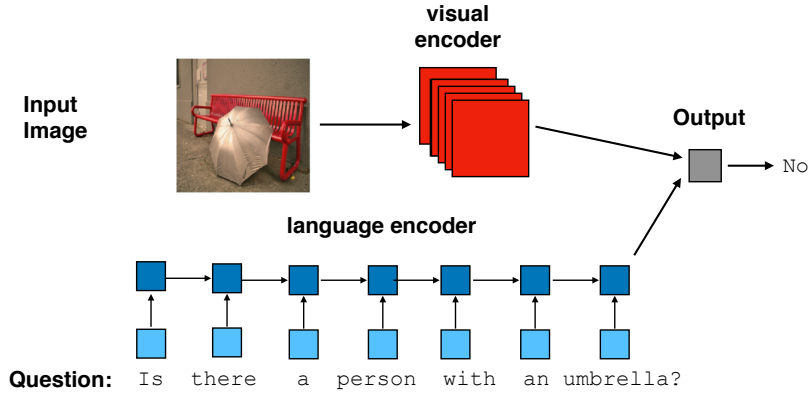 visual
encoder
Input
Image
Output
No
language encoder
Question: Is there a person with an umbrella?